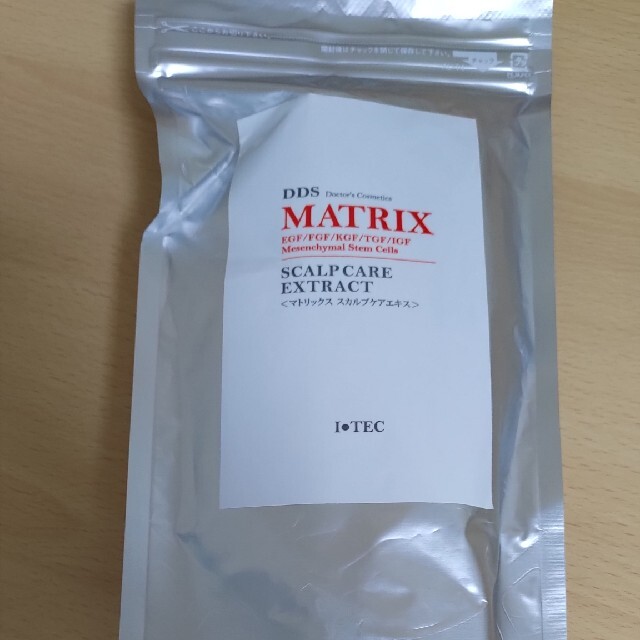 DDS Doctor's Cosmetics
MATRIX
EGF/FGF/KGF/TGF/IGF
Mesenchymal Stem Cells
SCALP CARE
EXTRACT
<マトリックス スカルプケアエキス>
I●TEC